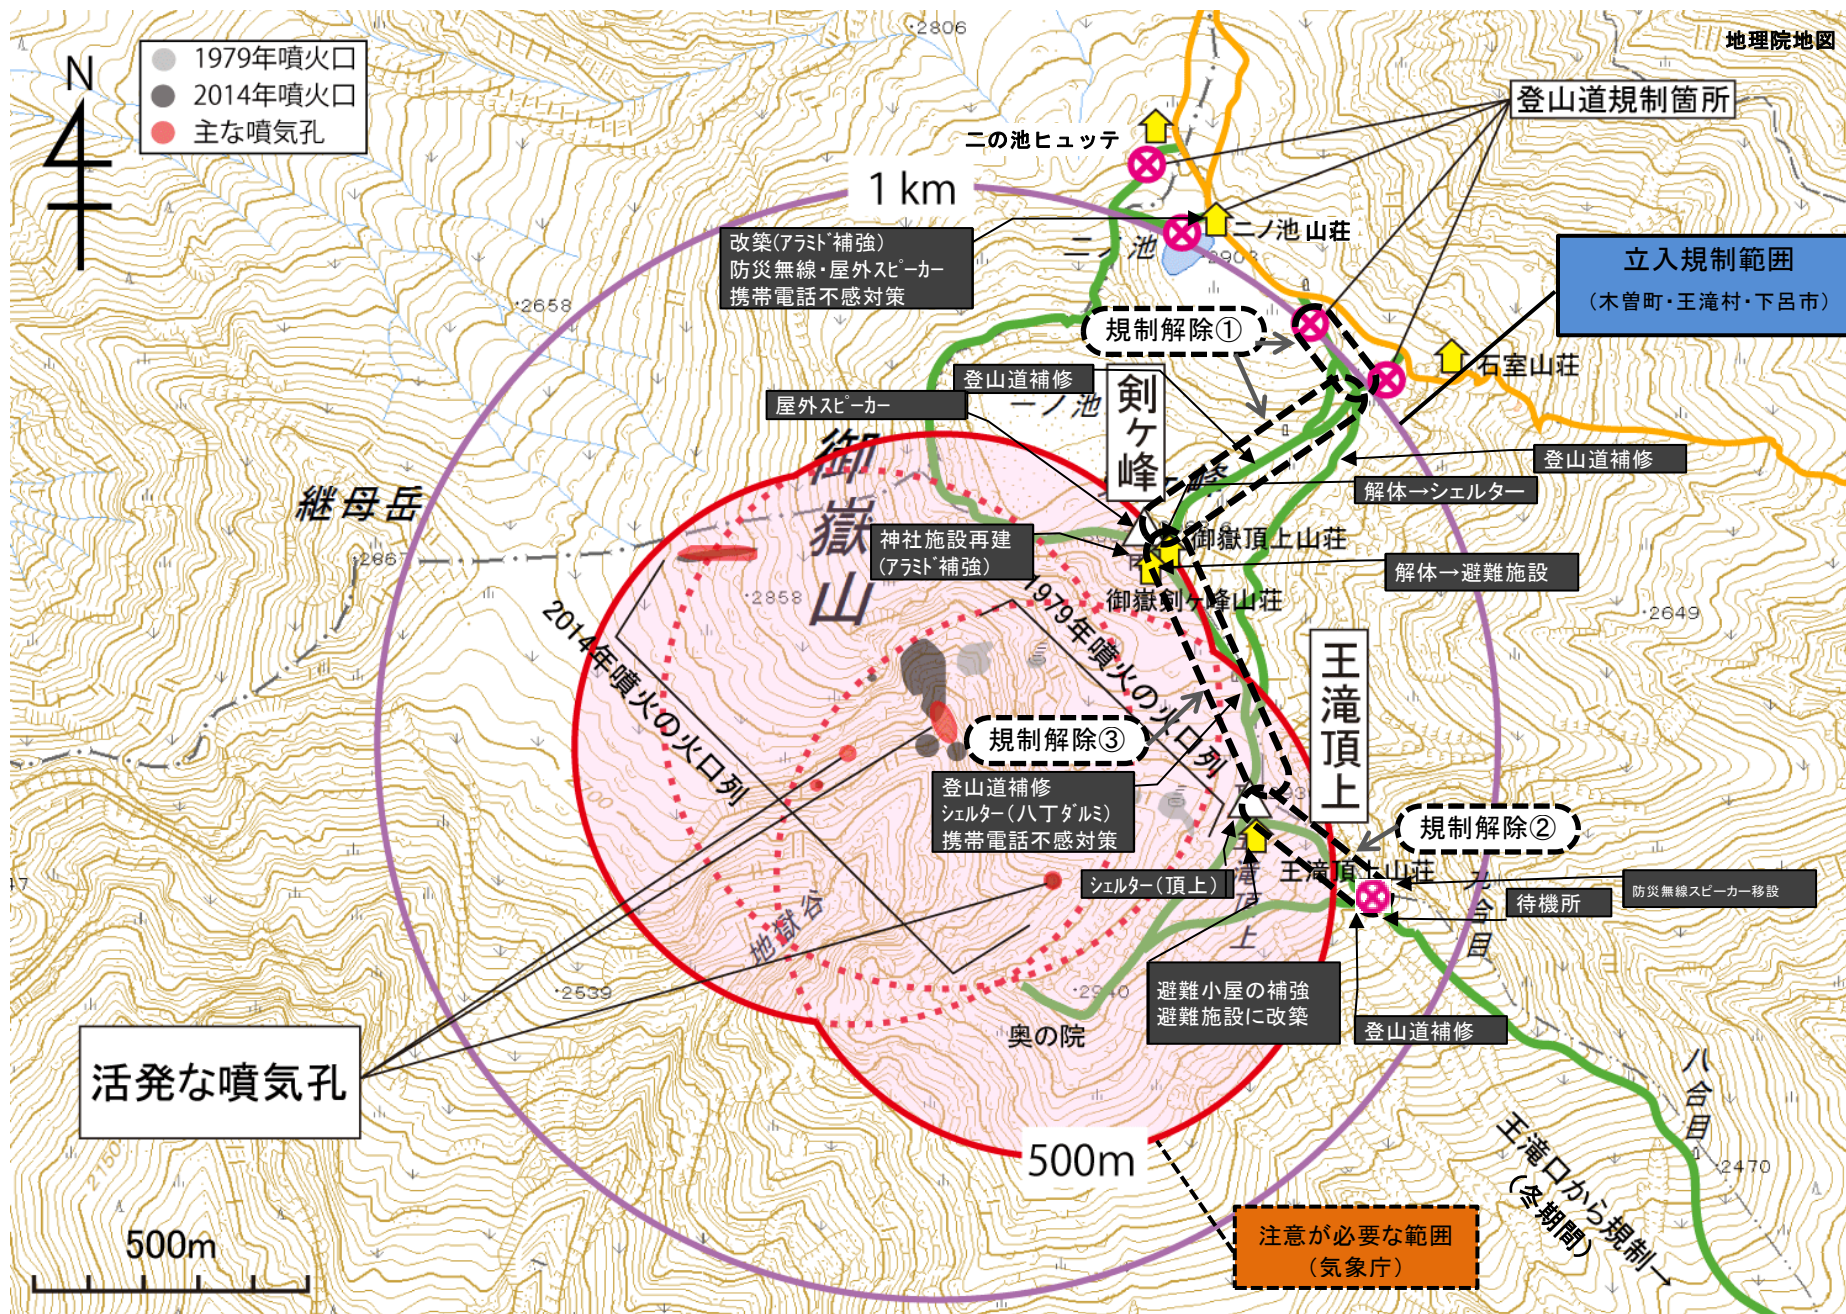 地理院地図
N
1979年噴火口
2014年噴火口
主な噴気孔
・2806
登山道規制箇所
二の池ヒュッテ
1km
二ノ池山荘
二ノ池
2903
改築(アラミド補強)
防災無線・屋外スピーカー
携帯電話不感対策
立入規制範囲
(木曽町・王滝村・下呂市)
・2658
規制解除①
石室山荘
登山道補修
屋外スピーカー
一ノ池
剣ヶ峰
登山道補修
解体→シェルター
継母岳
御嶽山
神社施設再建
(アラミド補強)
御嶽頂上山荘
解体→避難施設
・2867
・2858
御嶽剣ヶ峰山荘
・2649
2014年噴火の火口列
1979年噴火の火口列
王滝頂上
規制解除③
登山道補修
シェルター(八丁ダルミ)
携帯電話不感対策
規制解除②
シェルター(頂上)
王滝頂上山荘
王滝頂上
防災無線スピーカー移設
待機所
九合目
47
地獄谷
・2539
・2940
避難小屋の補強
避難施設に改築
登山道補修
奥の院
活発な噴気孔
八合目
500m
・2470
2150
王滝口から規制→
(冬期間)
注意が必要な範囲
(気象庁)
500m